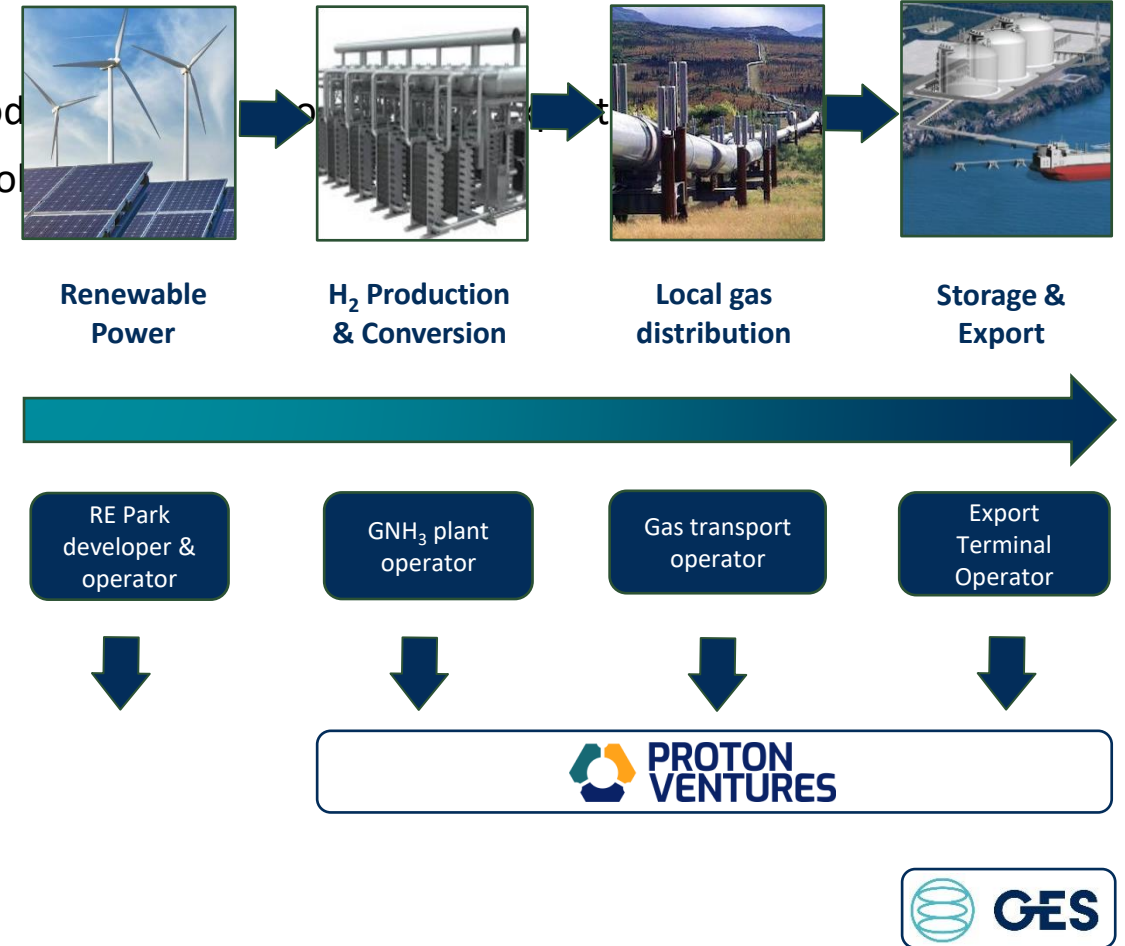 Renewable
Power
H₂ Production
& Conversion
Local gas
distribution
Storage &
Export
RE Park
developer &
operator
GNH₃ plant
operator
Gas transport
operator
Export
Terminal
Operator
PROTON
VENTURES
GES